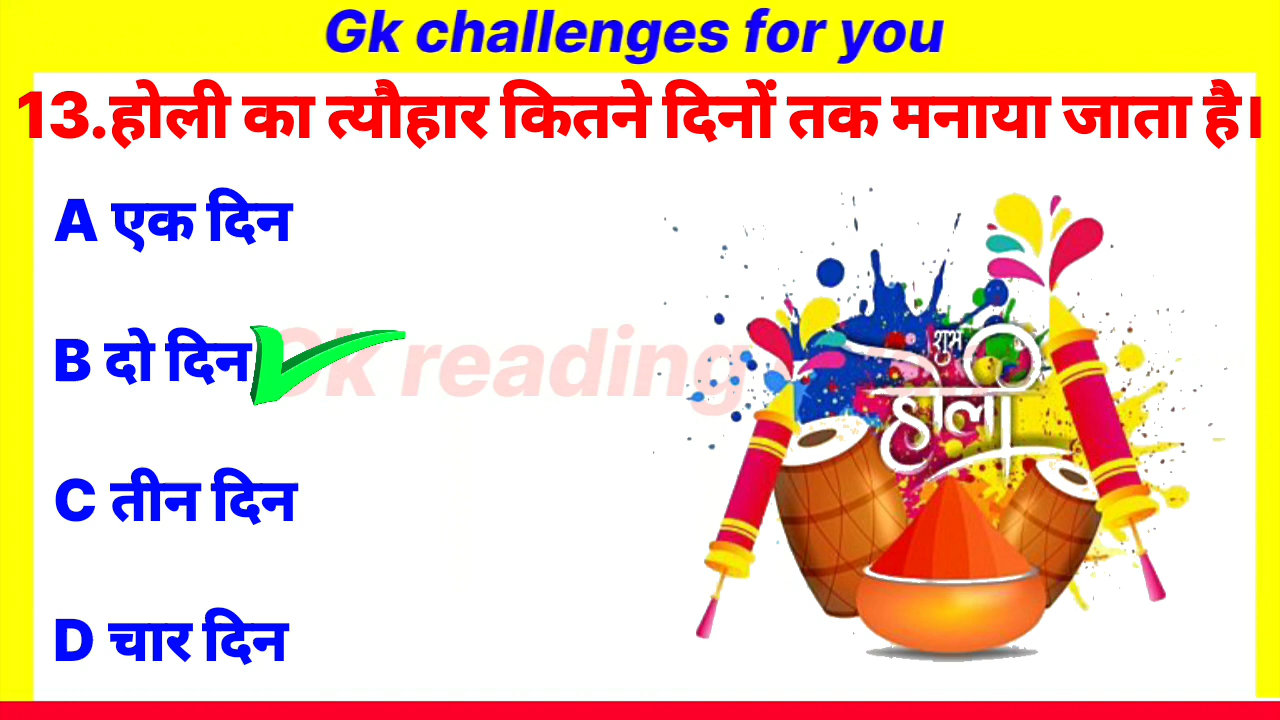 Gk challenges for you
13.होली का त्यौहार कितने दिनों तक मनाया जाता है।
A एक दिन
B दो दिन
Gk reading
शुभ
होली
C तीन दिन
D चार दिन